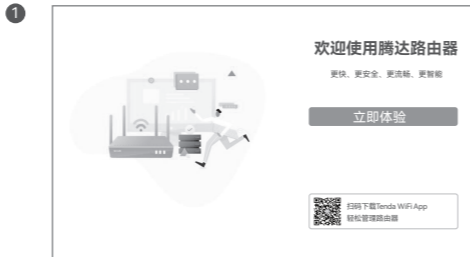 1
欢迎使用腾达路由器
更快、更安全、更流畅、更智能
立即体验
扫码下载Tenda WiFi App
轻松管理路由器